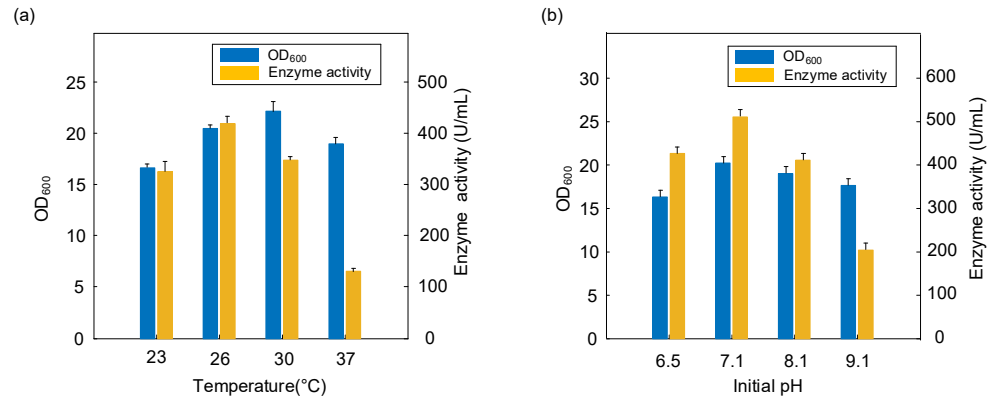 (a)
OD600
Enzyme activity
25
20
15
10
5
0
OD600
500
400
300
200
100
0
Enzyme activity (U/mL)
23 26 30 37
Temperature(°C)
(b)
OD600
Enzyme activity
30
25
20
15
10
5
0
OD600
600
500
400
300
200
100
0
Enzyme activity (U/mL)
6.5 7.1 8.1 9.1
Initial pH